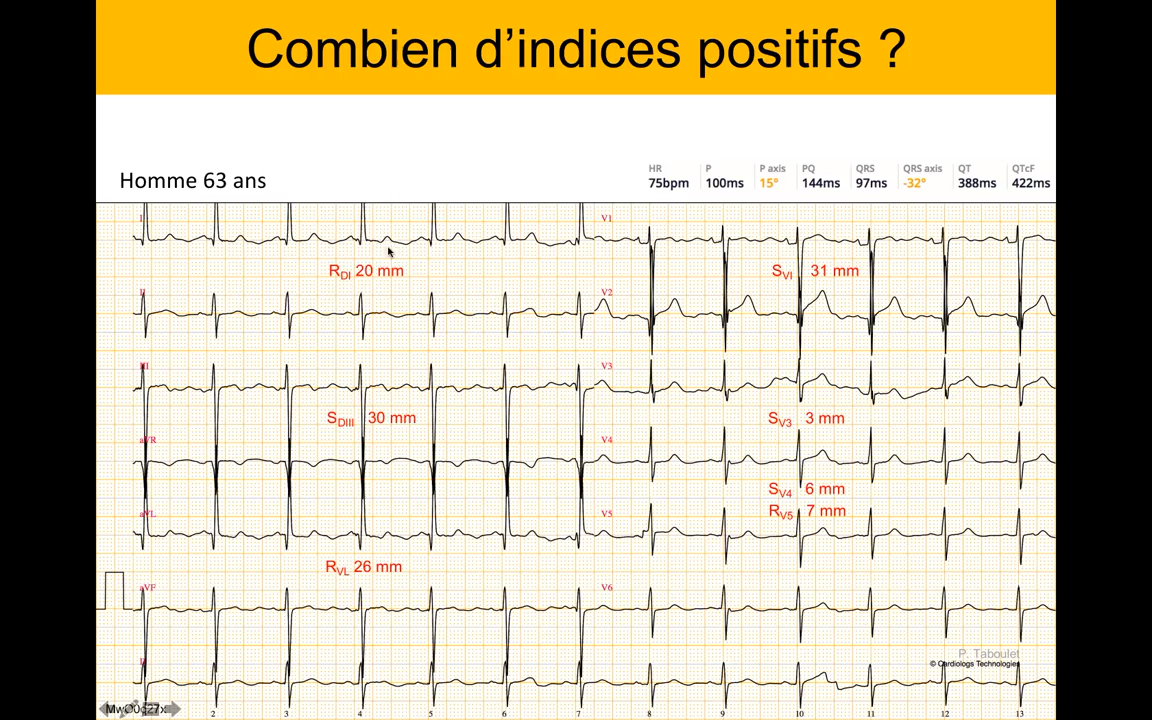 Combien d’indices positifs ?
Homme 63 ans
HR P P axis PQ QRS QRS axis QT QTcF
75bpm 100ms 15° 144ms 97ms -32° 388ms 422ms
I V1
RDI 20 mm SVI 31 mm
II V2
III V3
SDIII 30 mm SV3 3 mm
aVR V4
SV4 6 mm
aVL V5 RV5 7 mm
RVL 26 mm
aVF V6
P. Taboulet
© Cardiologs Technologies
II
2 3 4 5 6 7 8 9 10 11 12 13